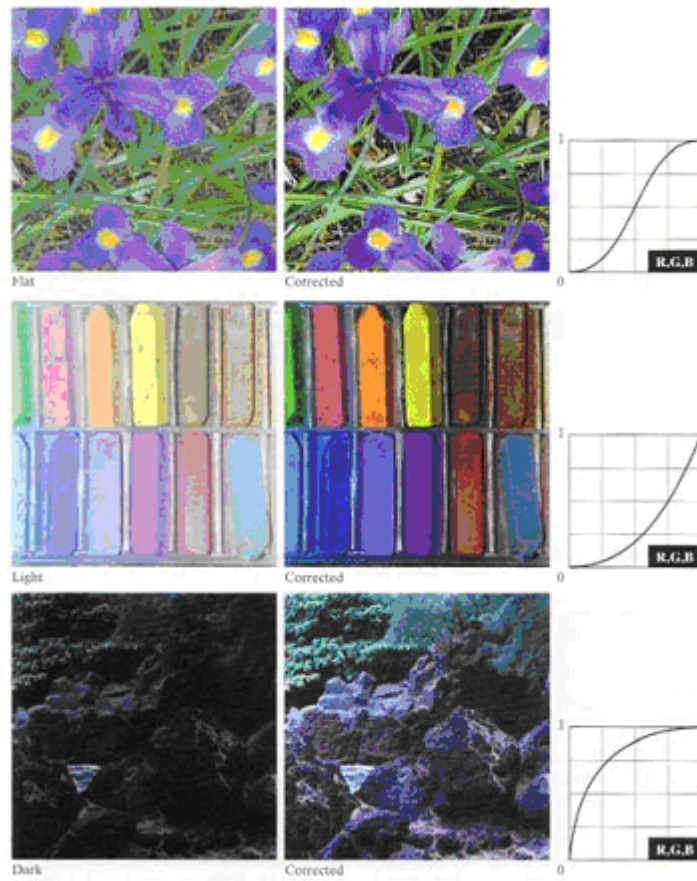 1
R,G,B
Flat Corrected 0
1
R,G,B
Light Corrected 0
1
R,G,B
Dark Corrected 0